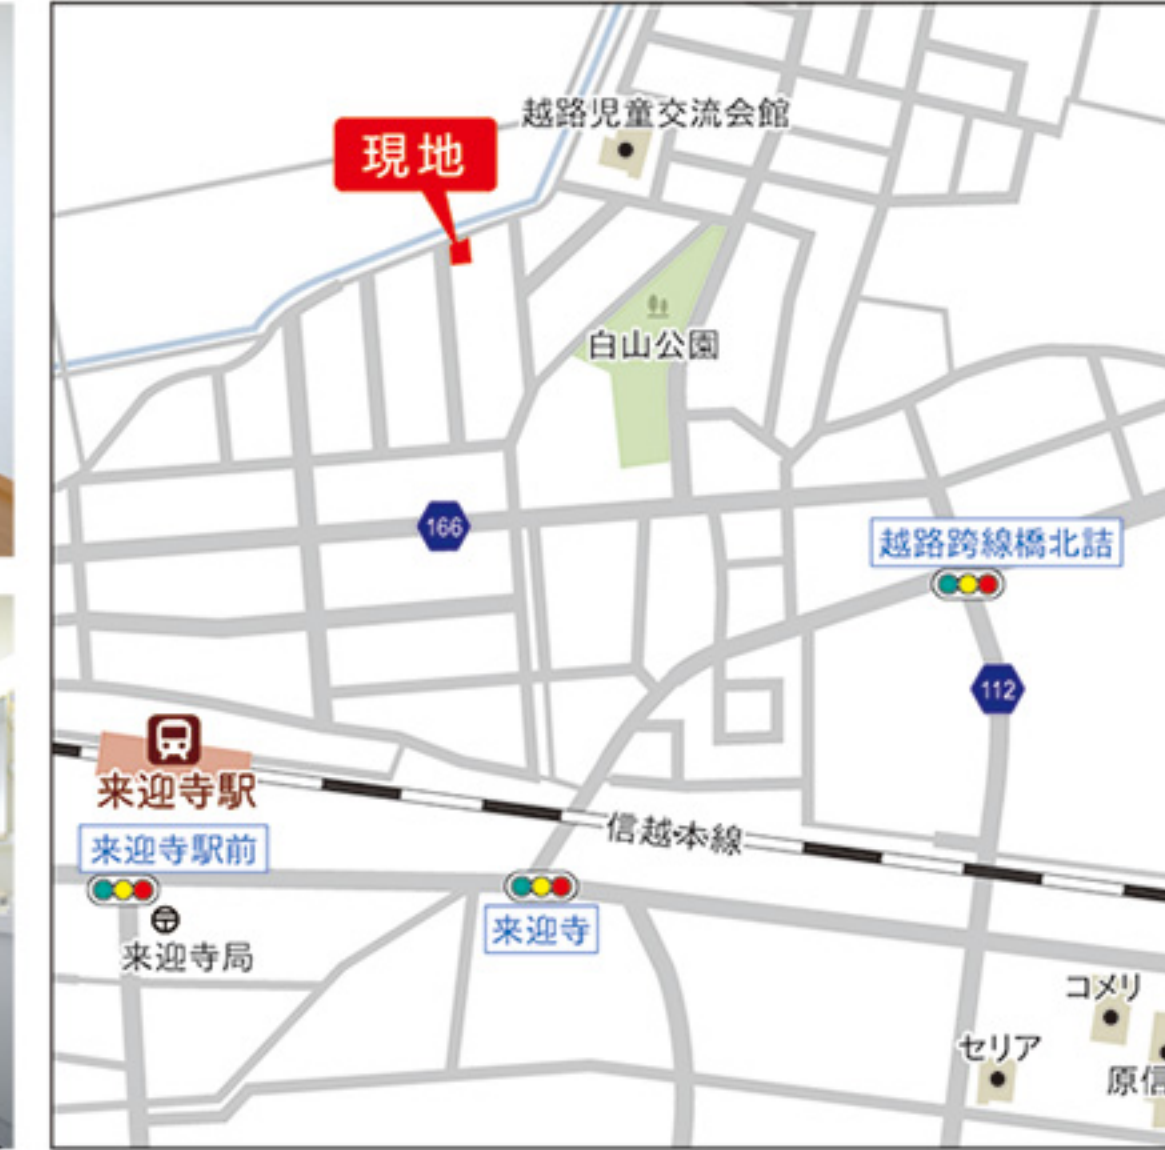 越路児童交流会館
現地
白山公園
166
越路跨線橋北詰
112
来迎寺駅
来迎寺駅前
信越本線
来迎寺
来迎寺局
コメリ
セリア
原信